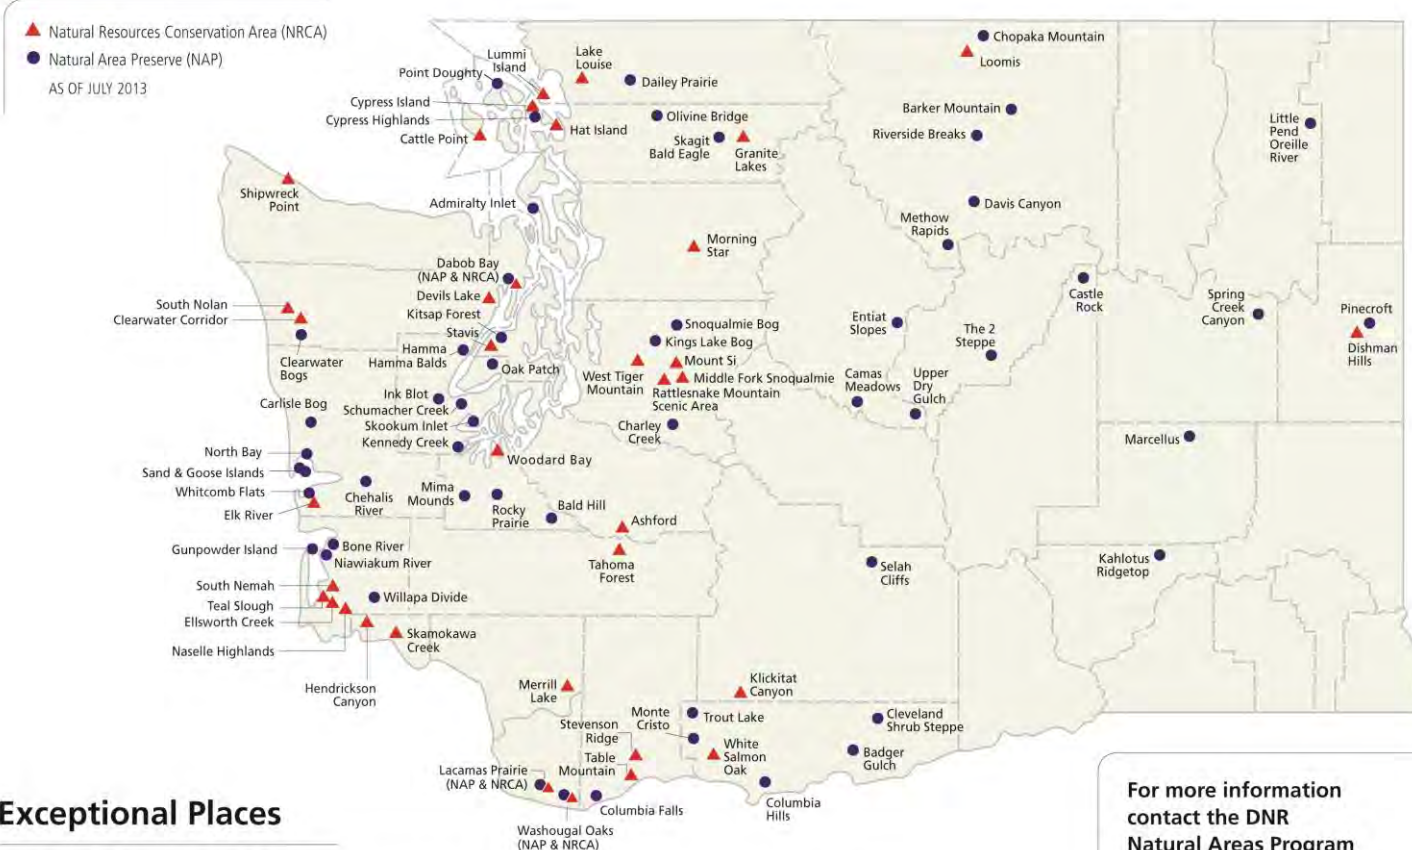 Natural Resources Conservation Area (NRCA)
Natural Area Preserve (NAP)
AS OF JULY 2013
Lummi
Island
Point Doughty
Cypress Island
Cypress Highlands
Cattle Point
Hat Island
Lake
Louise
Dailey Prairie
Olivine Bridge
Skagit
Bald Eagle
Granite
Lakes
Chopaka Mountain
Loomis
Barker Mountain
Riverside Breaks
Little
Pend
Oreille
River
Shipwreck
Point
Admiralty Inlet
Davis Canyon
Methow
Rapids
Morning
Star
Dabob Bay
(NAP & NRCA)
Devils Lake
Kitsap Forest
Stavis
Hamma
Hamma Balds
Oak Patch
South Nolan
Clearwater Corridor
Clearwater
Bogs
Castle
Rock
Spring
Creek
Canyon
Pinecroft
Dishman
Hills
Entiat
Slopes
The 2
Steppe
Snoqualmie Bog
Kings Lake Bog
Mount Si
West Tiger
Mountain
Middle Fork Snoqualmie
Rattlesnake Mountain
Scenic Area
Camas
Meadows
Upper
Dry
Gulch
Ink Blot
Schumacher Creek
Skookum Inlet
Kennedy Creek
Carlisle Bog
Charley
Creek
Marcellus
North Bay
Sand & Goose Islands
Whitcomb Flats
Elk River
Chehalis
River
Mima
Mounds
Woodard Bay
Rocky
Prairie
Bald Hill
Ashford
Tahoma
Forest
Gunpowder Island
Bone River
Niawiakum River
Selah
Cliffs
Kahlotus
Ridgetop
South Nemah
Teal Slough
Ellsworth Creek
Naselle Highlands
Willapa Divide
Skamokawa
Creek
Hendrickson
Canyon
Merrill
Lake
Klickitat
Canyon
Stevenson
Ridge
Monte
Cristo
Trout Lake
Cleveland
Shrub Steppe
Table
Mountain
White
Salmon
Oak
Badger
Gulch
Lacamas Prairie
(NAP & NRCA)
Columbia Falls
Columbia
Hills
Washougal Oaks
(NAP & NRCA)
Exceptional Places
For more information
contact the DNR
Natural Areas Program